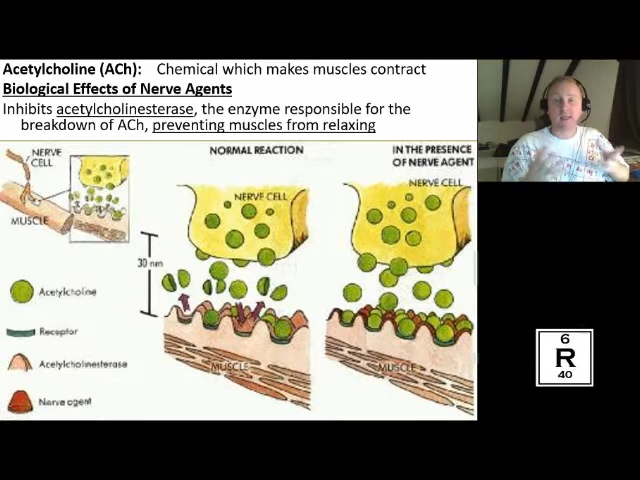 Acetylcholine (ACh): Chemical which makes muscles contract
Biological Effects of Nerve Agents
Inhibits acetylcholinesterase, the enzyme responsible for the
breakdown of ACh, preventing muscles from relaxing
NERVE
CELL
MUSCLE
NORMAL REACTION
IN THE PRESENCE
OF NERVE AGENT
NERVE CELL
NERVE CELL
30 nm
Acetylcholine
Receptor
Acetylcholinesterase
Nerve agent
MUSCLE
MUSCLE
6
R
40